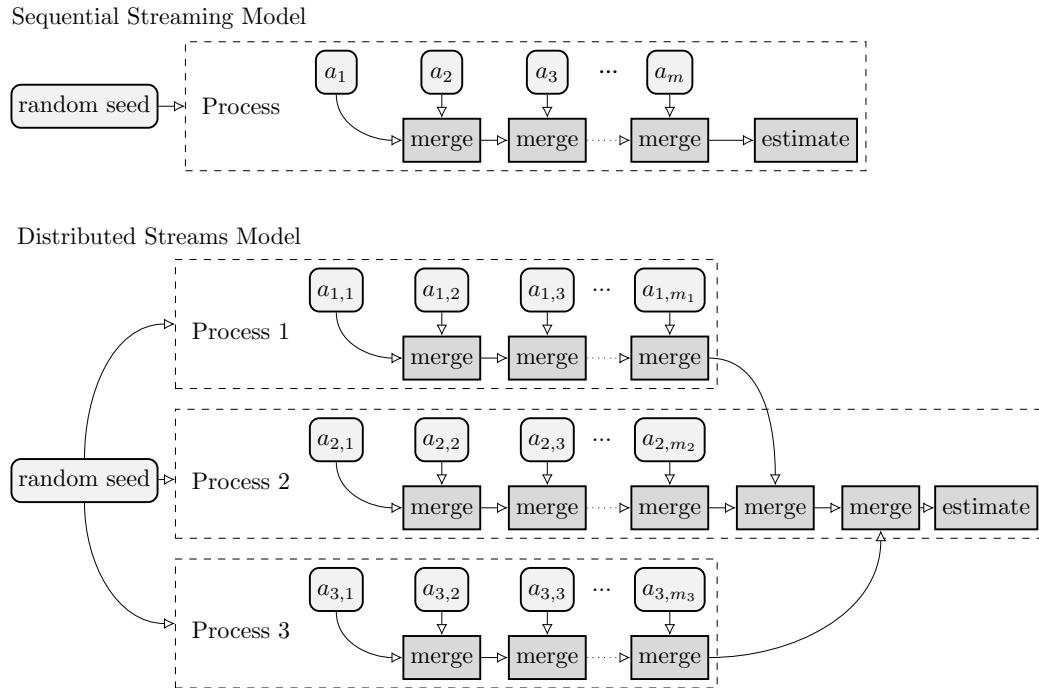 Sequential Streaming Model
a₁ a₂ a₃ ... aₘ
random seed
Process
merge merge merge estimate
Distributed Streams Model
a₁,₁ a₁,₂ a₁,₃ ... a₁,ₘ₁
Process 1
merge merge merge
a₂,₁ a₂,₂ a₂,₃ ... a₂,ₘ₂
random seed
Process 2
merge merge merge merge merge estimate
a₃,₁ a₃,₂ a₃,₃ ... a₃,ₘ₃
Process 3
merge merge merge